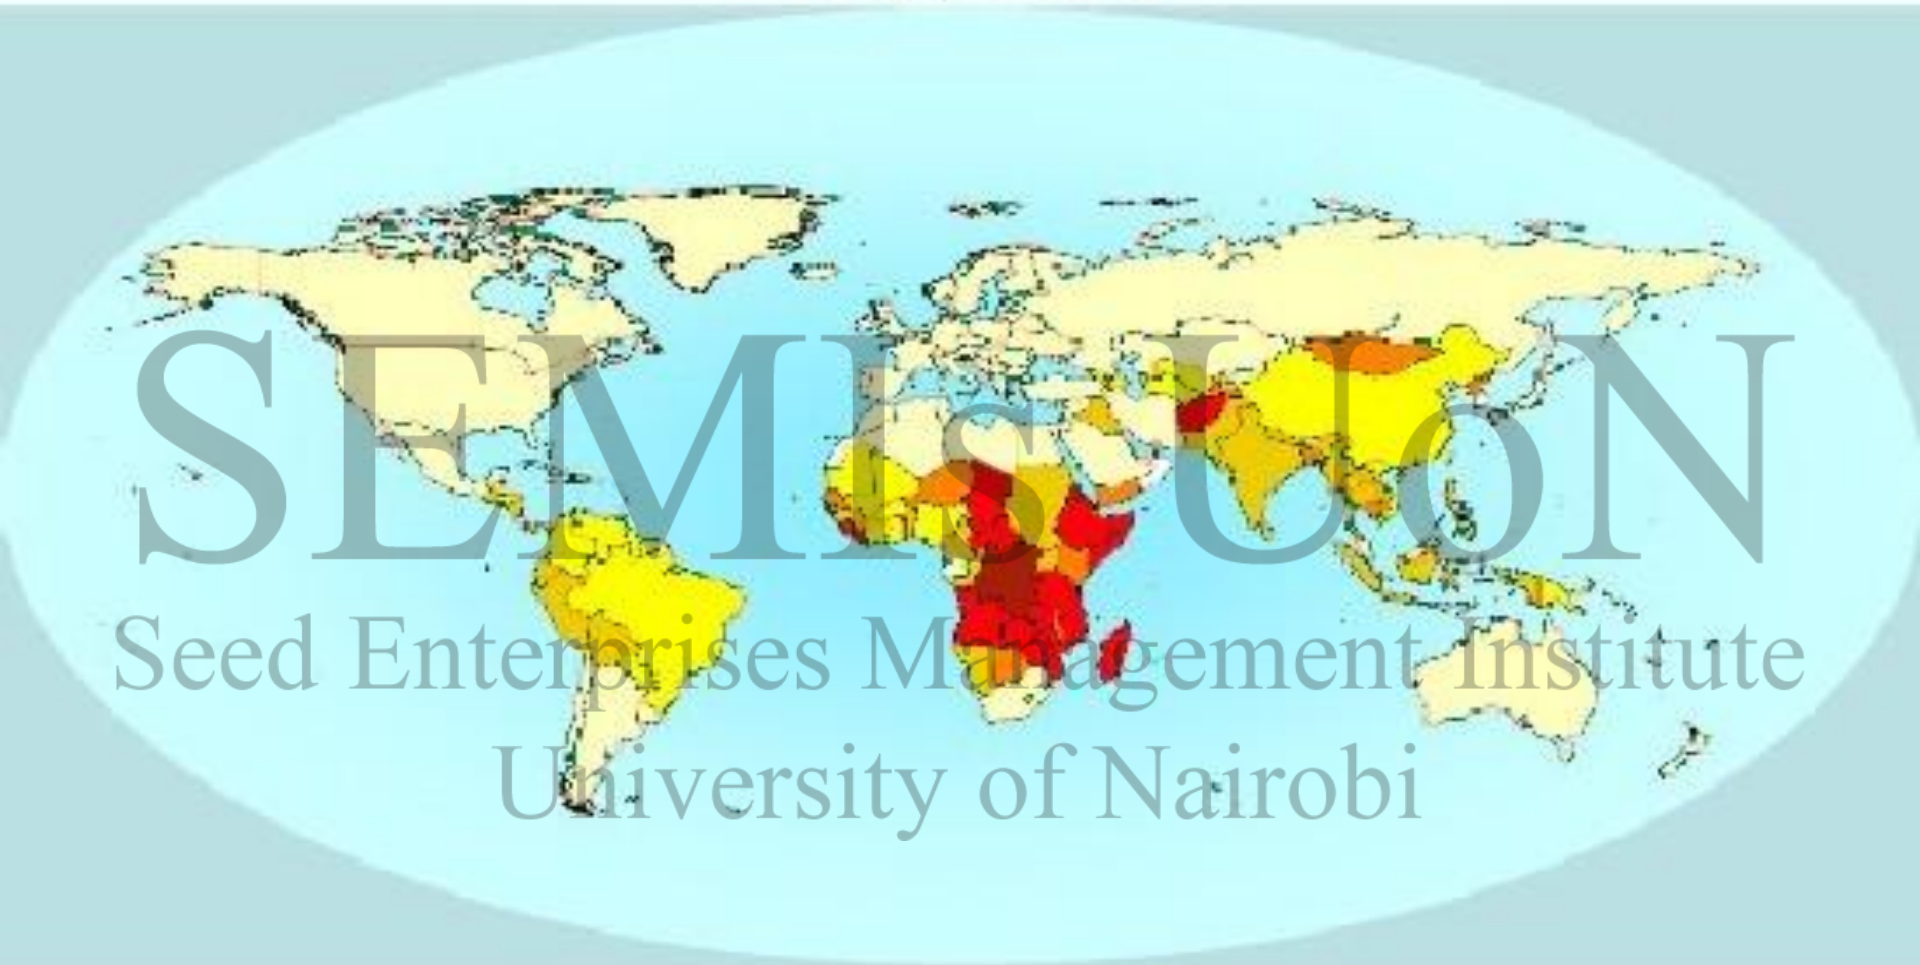 SEMIS UoN
Seed Enterprises Management Institute
University of Nairobi